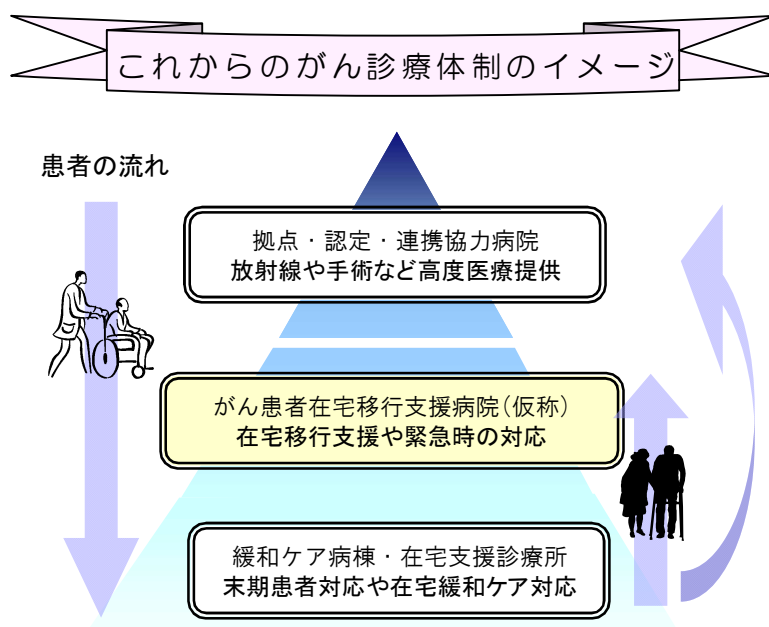 これからのがん診療体制のイメージ
患者の流れ
拠点・認定・連携協力病院
放射線や手術など高度医療提供
がん患者在宅移行支援病院(仮称)
在宅移行支援や緊急時の対応
緩和ケア病棟・在宅支援診療所
末期患者対応や在宅緩和ケア対応